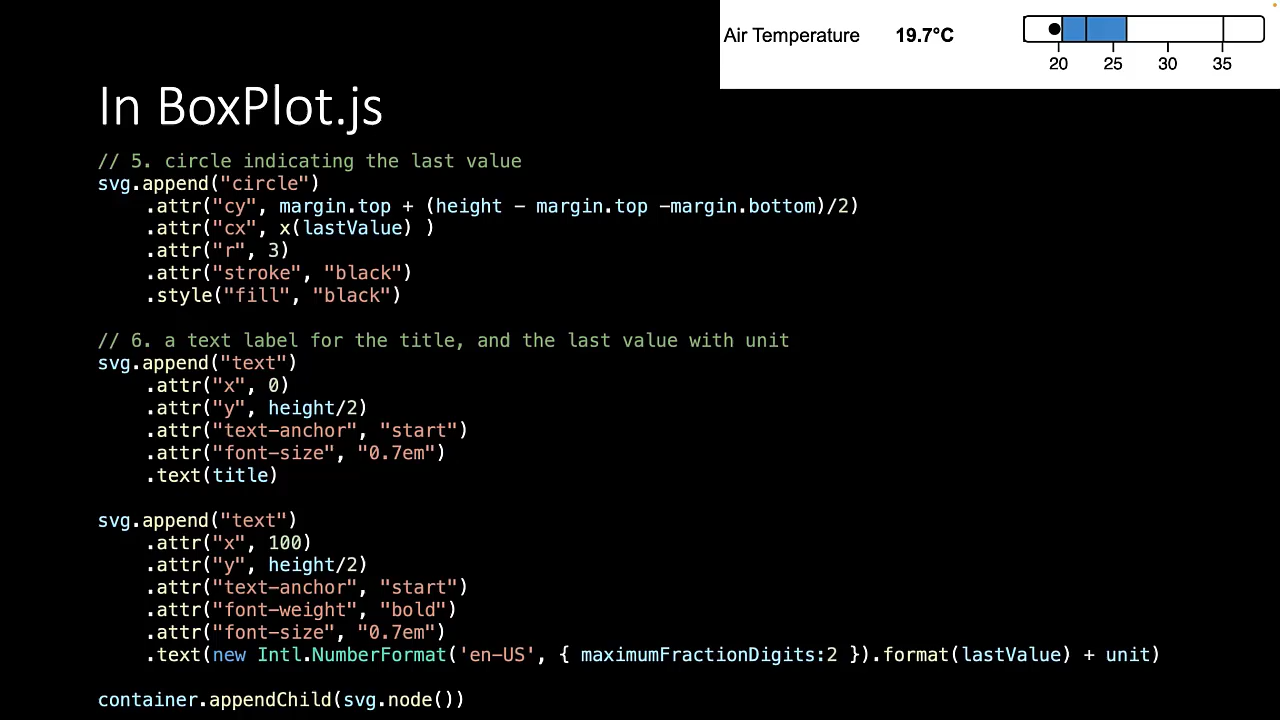 Air Temperature 19.7°C
20 25 30 35
In BoxPlot.js
// 5. circle indicating the last value
svg.append("circle")
.attr("cy", margin.top + (height - margin.top -margin.bottom)/2)
.attr("cx", x(lastValue) )
.attr("r", 3)
.attr("stroke", "black")
.style("fill", "black")
// 6. a text label for the title, and the last value with unit
svg.append("text")
.attr("x", 0)
.attr("y", height/2)
.attr("text-anchor", "start")
.attr("font-size", "0.7em")
.text(title)
svg.append("text")
.attr("x", 100)
.attr("y", height/2)
.attr("text-anchor", "start")
.attr("font-weight", "bold")
.attr("font-size", "0.7em")
.text(new Intl.NumberFormat('en-US', { maximumFractionDigits:2 }).format(lastValue) + unit)
container.appendChild(svg.node())